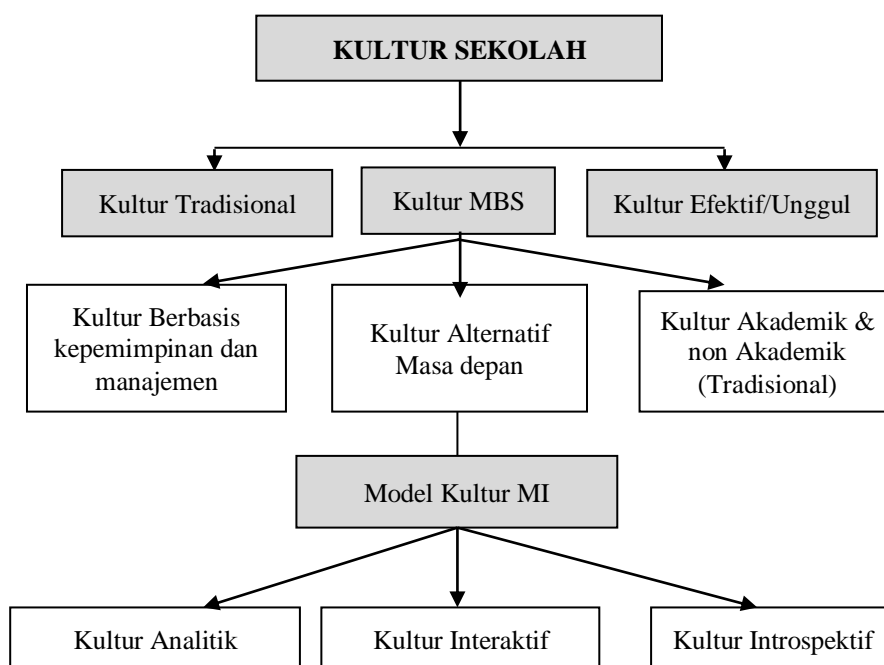 KULTUR SEKOLAH
Kultur Tradisional
Kultur MBS
Kultur Efektif/Unggul
Kultur Berbasis
kepemimpinan dan
manajemen
Kultur Alternatif
Masa depan
Kultur Akademik &
non Akademik
(Tradisional)
Model Kultur MI
Kultur Analitik
Kultur Interaktif
Kultur Introspektif